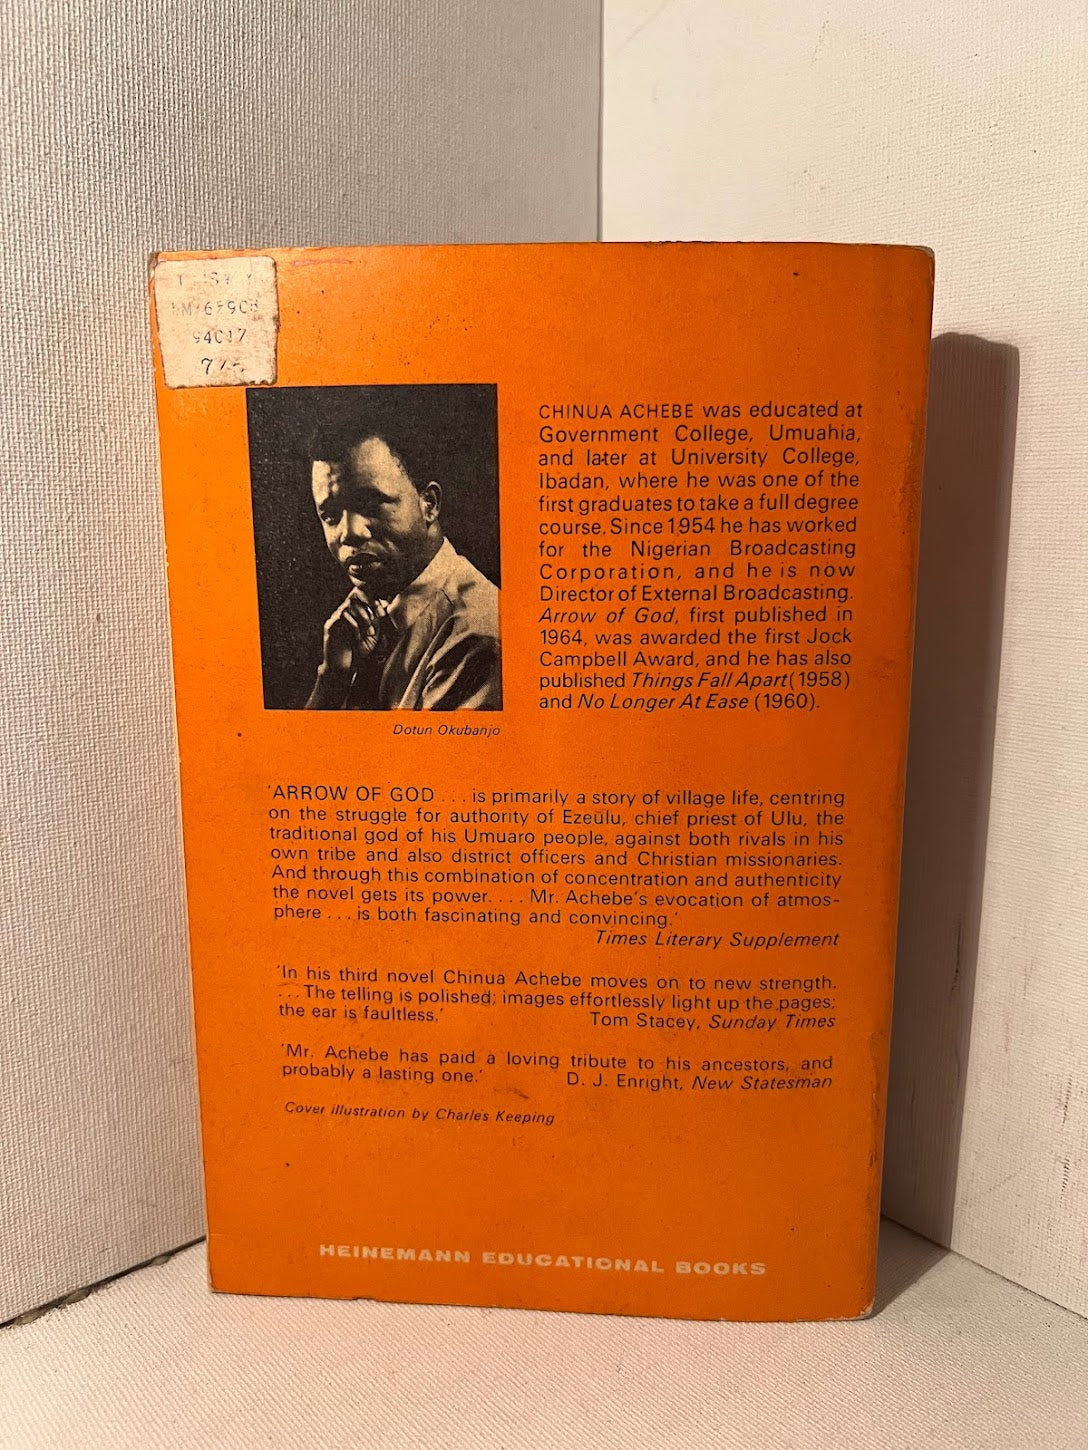 94C17
CHINUA ACHEBE was educated at
Government College, Umuahia,
and later at University College,
Ibadan, where he was one of the
first graduates to take a full degree
course. Since 1954 he has worked
for the Nigerian Broadcasting
Corporation, and he is now
Director of External Broadcasting.
Arrow of God, first published in
1964, was awarded the first Jock
Campbell Award, and he has also
published Things Fall Apart (1958)
and No Longer At Ease (1960).
Dotun Okubanjo
'ARROW OF GOD ... is primarily a story of village life, centring
on the struggle for authority of Ezeulu, chief priest of Ulu, the
traditional god of his Umuaro people, against both rivals in his
own tribe and also district officers and Christian missionaries.
And through this combination of concentration and authenticity
the novel gets its power. ... Mr. Achebe's evocation of atmos-
phere ... is both fascinating and convincing.'
Times Literary Supplement
'In his third novel Chinua Achebe moves on to new strength.
... The telling is polished; images effortlessly light up the pages;
the ear is faultless.' Tom Stacey, Sunday Times
'Mr. Achebe has paid a loving tribute to his ancestors, and
probably a lasting one.' D. J. Enright, New Statesman
Cover illustration by Charles Keeping
HEINEMANN EDUCATIONAL BOOKS